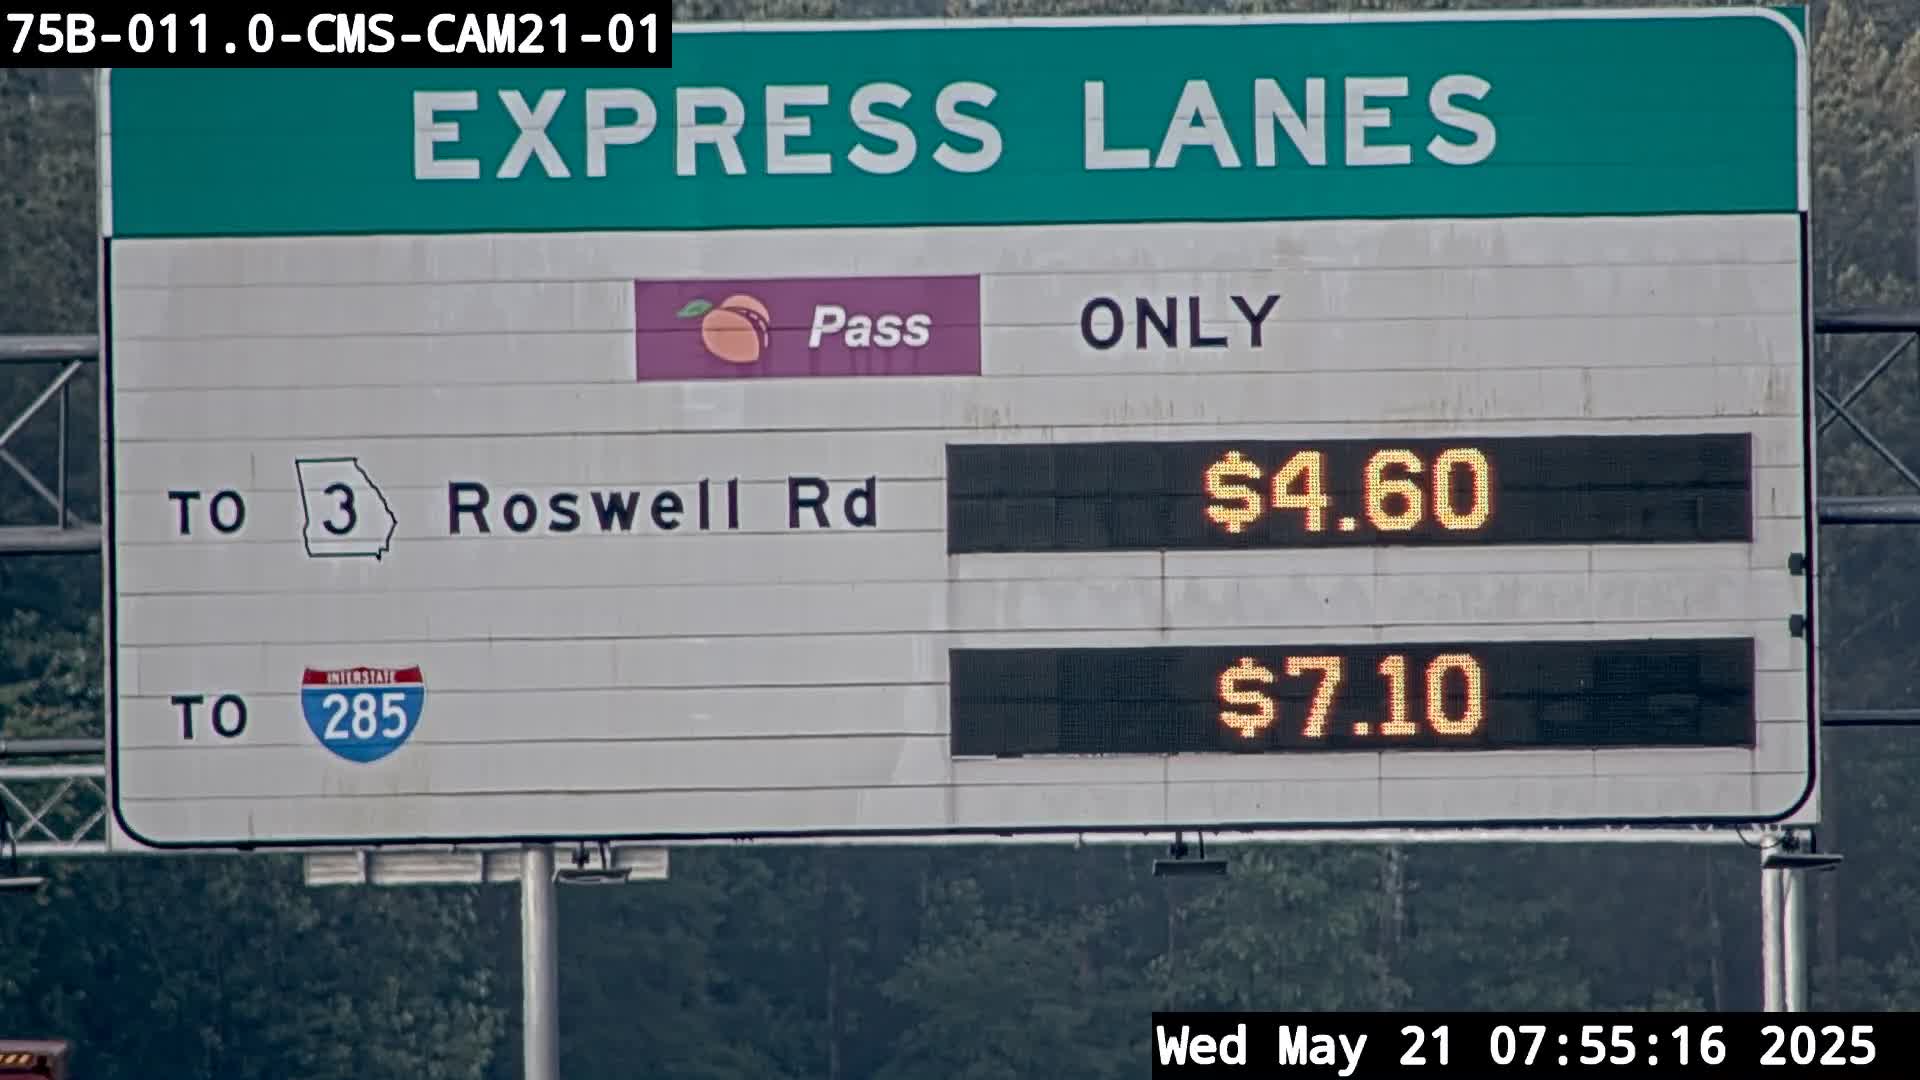 75B-011.0-CMS-CAM21-01
EXPRESS LANES
Pass ONLY
TO 3 Roswell Rd $4.60
INTERSTATE
TO 285 $7.10
Wed May 21 07:55:16 2025